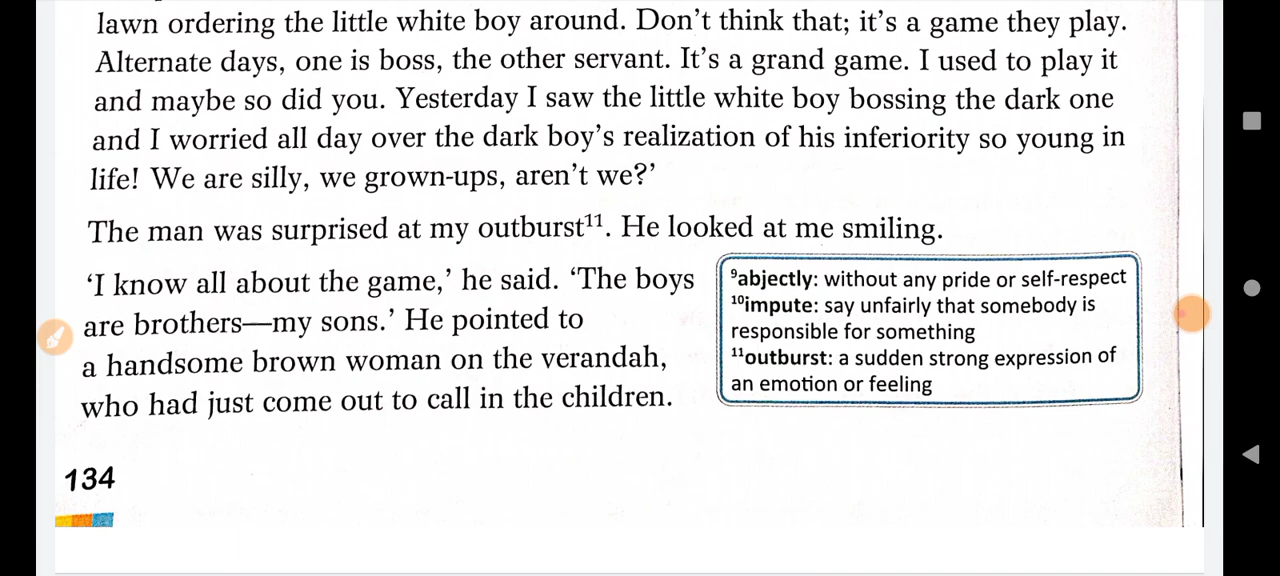 lawn ordering the little white boy around. Don’t think that; it’s a game they play.
Alternate days, one is boss, the other servant. It’s a grand game. I used to play it
and maybe so did you. Yesterday I saw the little white boy bossing the dark one
and I worried all day over the dark boy’s realization of his inferiority so young in
life! We are silly, we grown-ups, aren’t we?’
The man was surprised at my outburst¹¹. He looked at me smiling.
‘I know all about the game,’ he said. ‘The boys
are brothers—my sons.’ He pointed to
a handsome brown woman on the verandah,
who had just come out to call in the children.
⁹abjectly: without any pride or self-respect
¹⁰impute: say unfairly that somebody is
responsible for something
¹¹outburst: a sudden strong expression of
an emotion or feeling
134